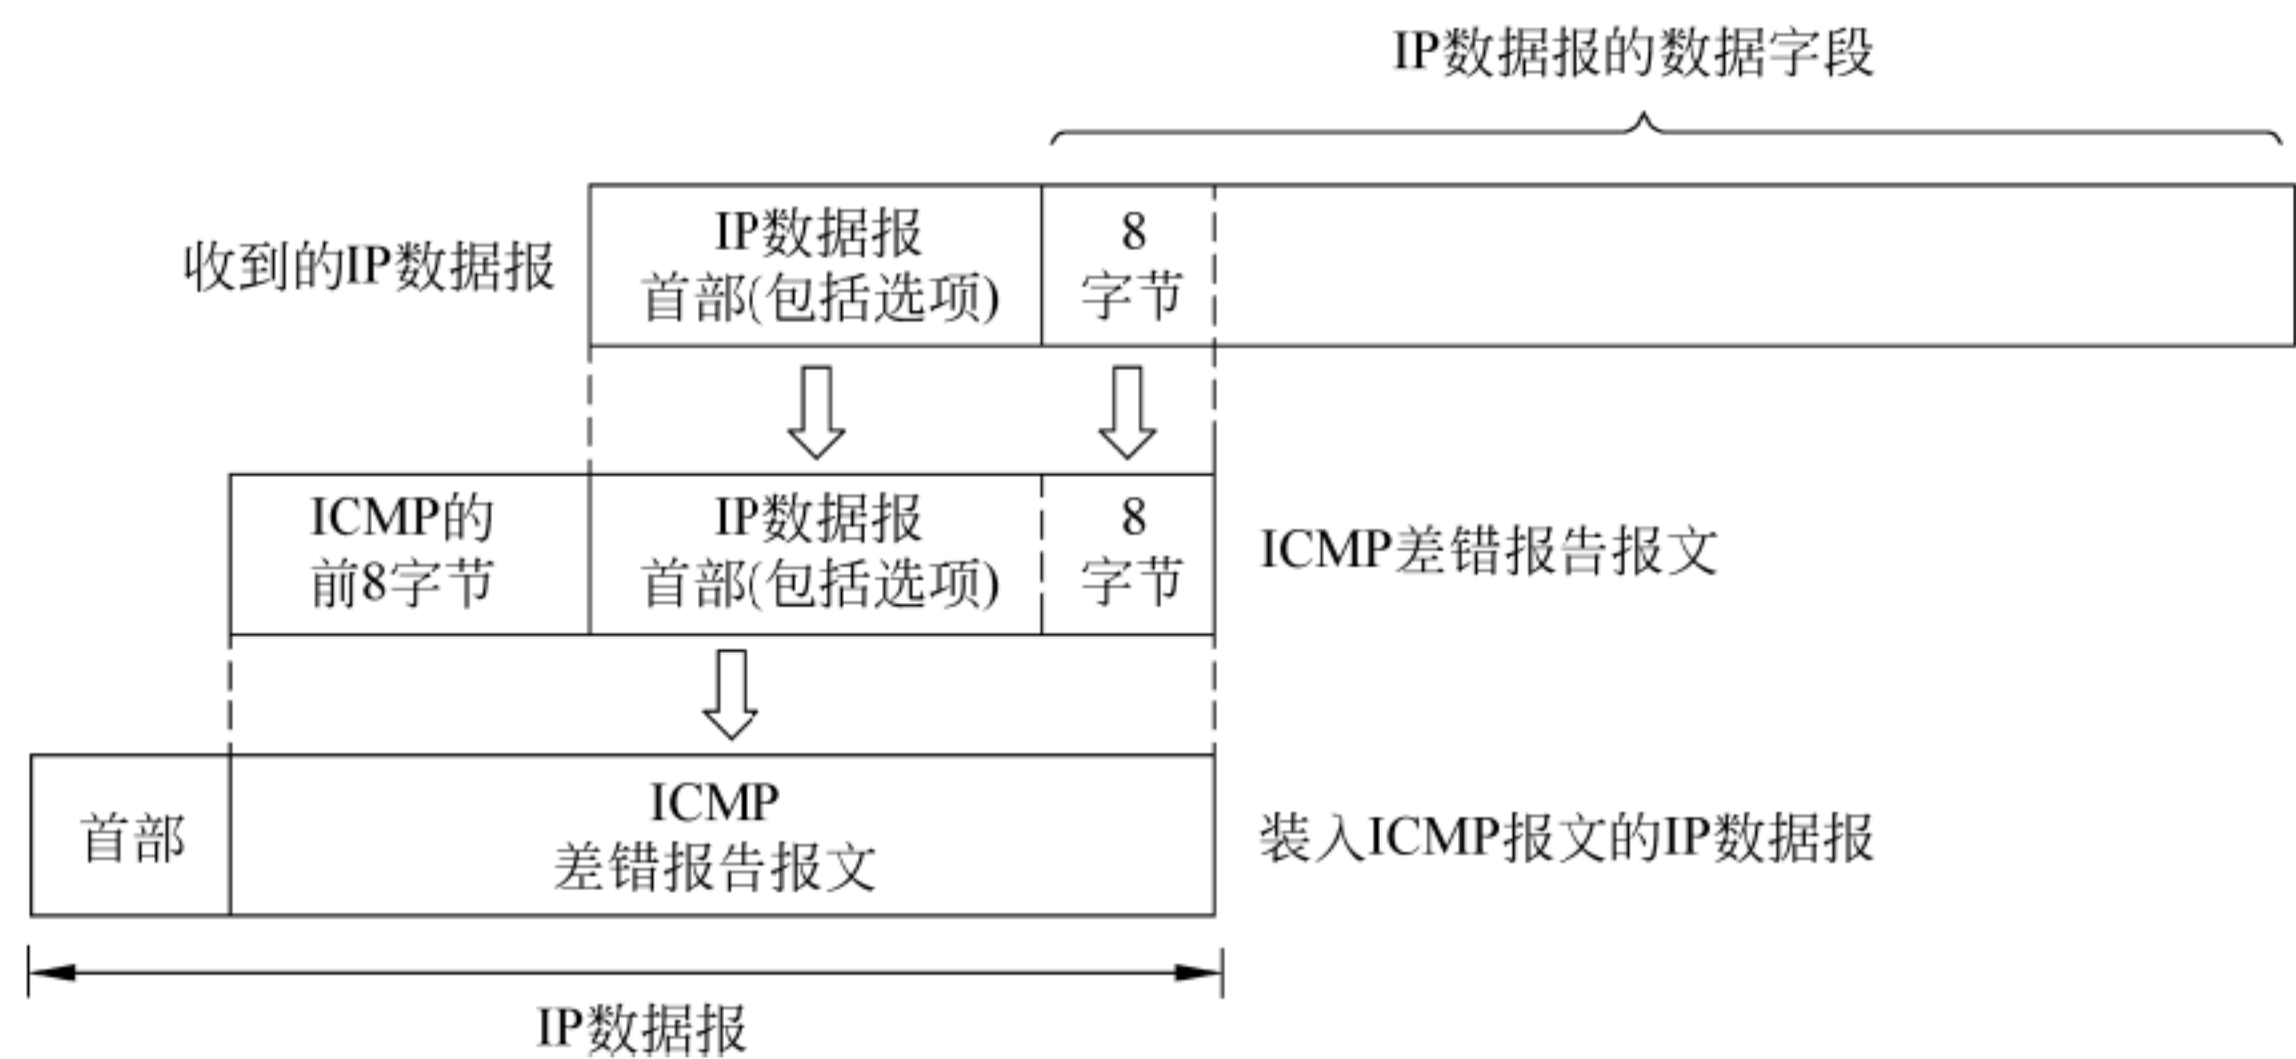 IP数据报的数据字段
收到的IP数据报
IP数据报
首部(包括选项)
8
字节
ICMP的
前8字节
IP数据报
首部(包括选项)
8
字节
ICMP差错报告报文
首部
ICMP
差错报告报文
装入ICMP报文的IP数据报
IP数据报